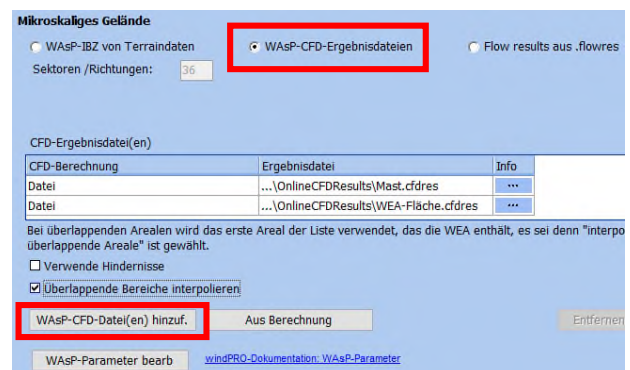 Mikroskaliges Gelände
WAsP-IBZ von Terraindaten WAsP-CFD-Ergebnisdateien Flow results aus .flowres
Sektoren /Richtungen: 36
CFD-Ergebnisdatei(en)
CFD-Berechnung Ergebnisdatei Info
Datei ...\OnlineCFDResults\Mast.cfdres ...
Datei ...\OnlineCFDResults\WEA-Fläche.cfdres ...
Bei überlappenden Arealen wird das erste Areal der Liste verwendet, das die WEA enthält, es sei denn "interpo
überlappende Areale" ist gewählt.
Verwende Hindernisse
Überlappende Bereiche interpolieren
WAsP-CFD-Datei(en) hinzuf. Aus Berechnung Entfernen
WAsP-Parameter bearb windPRO-Dokumentation: WAsP-Parameter